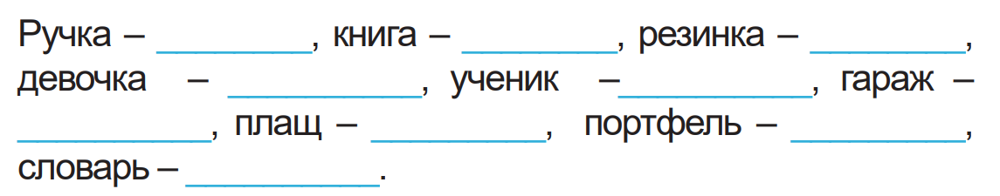 Ручка – ________, книга – ________, резинка – ________,
девочка – __________, ученик –__________, гараж –
__________, плащ – _________, портфель – _________,
словарь – __________.